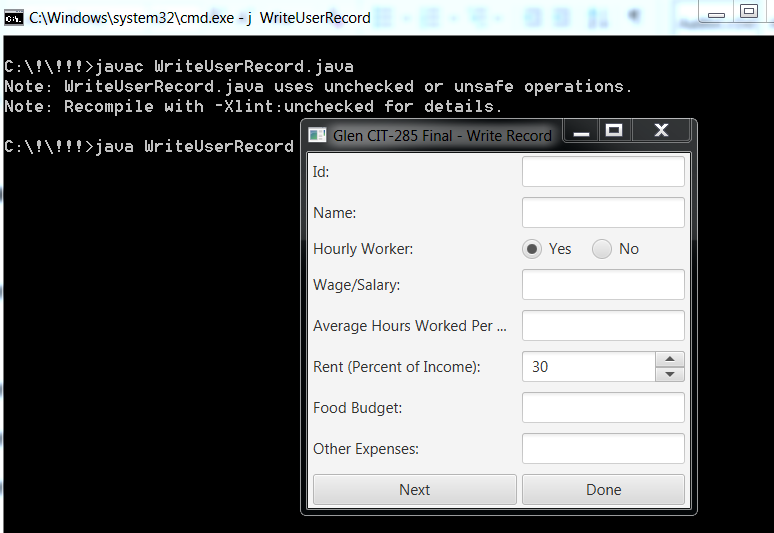 C:\Windows\system32\cmd.exe - j  WriteUserRecord
C:\!\!!!>javac WriteUserRecord.java
Note: WriteUserRecord.java uses unchecked or unsafe operations.
Note: Recompile with -Xlint:unchecked for details.
C:\!\!!!>java WriteUserRecord
Glen CIT-285 Final - Write Record
Id:
Name:
Hourly Worker: Yes No
Wage/Salary:
Average Hours Worked Per ...
Rent (Percent of Income): 30
Food Budget:
Other Expenses:
Next Done